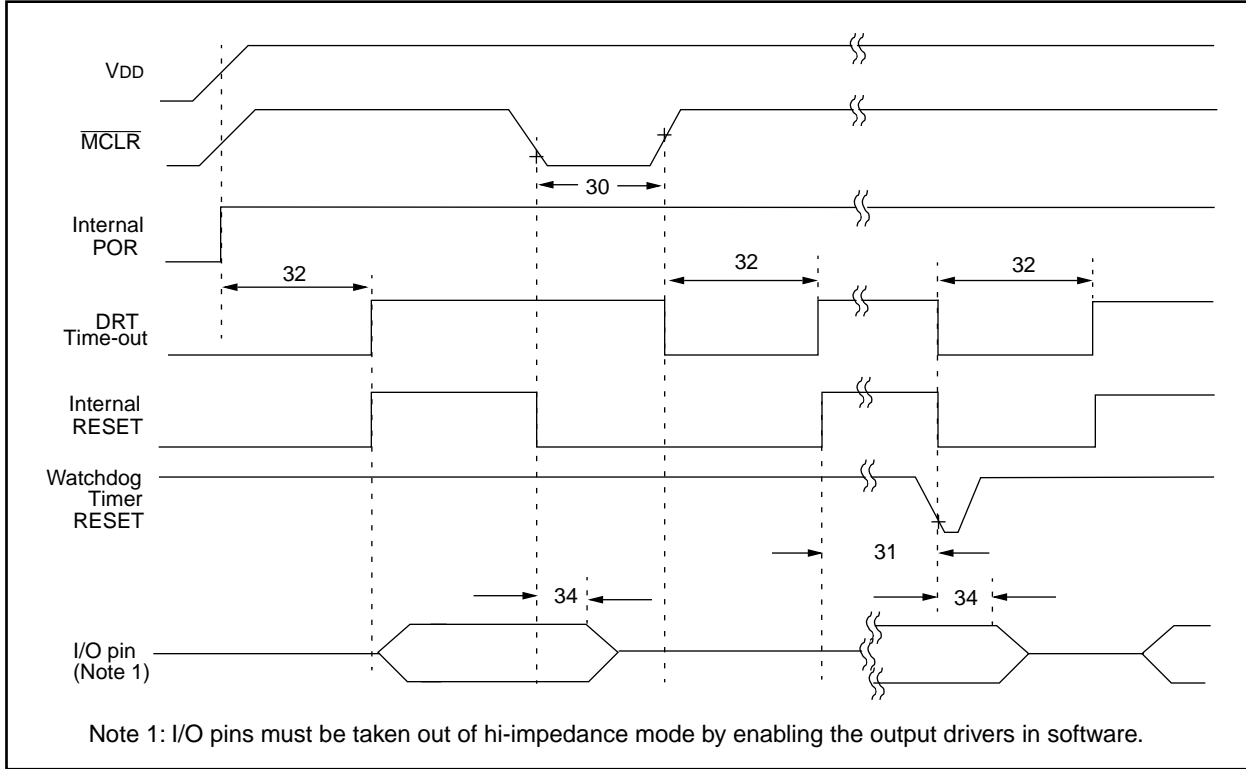 VDD
MCLR
30
Internal
POR
32
32
32
DRT
Time-out
Internal
RESET
Watchdog
Timer
RESET
31
34
34
I/O pin
(Note 1)
Note 1: I/O pins must be taken out of hi-impedance mode by enabling the output drivers in software.